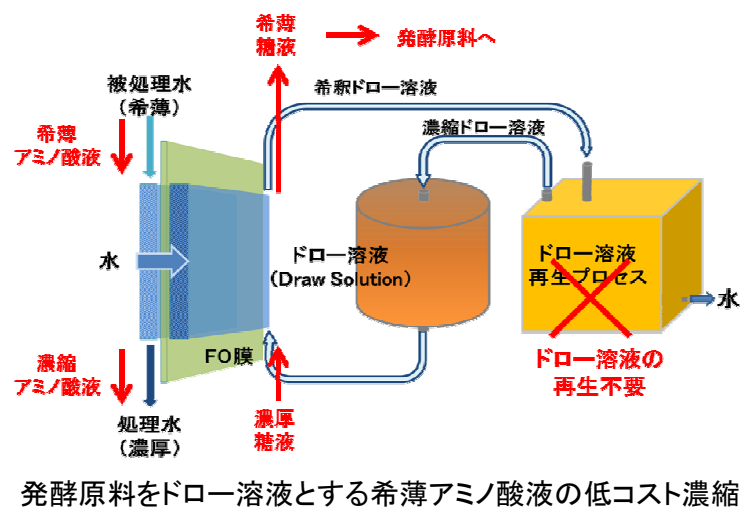 希薄
糖液
発酵原料へ
被処理水
（希薄）
希釈ドロー溶液
濃縮ドロー溶液
希薄
アミノ酸液
水
ドロー溶液
（Draw Solution）
ドロー溶液
再生プロセス
水
FO膜
濃縮
アミノ酸液
ドロー溶液の
再生不要
処理水
（濃厚）
濃厚
糖液
発酵原料をドロー溶液とする希薄アミノ酸液の低コスト濃縮